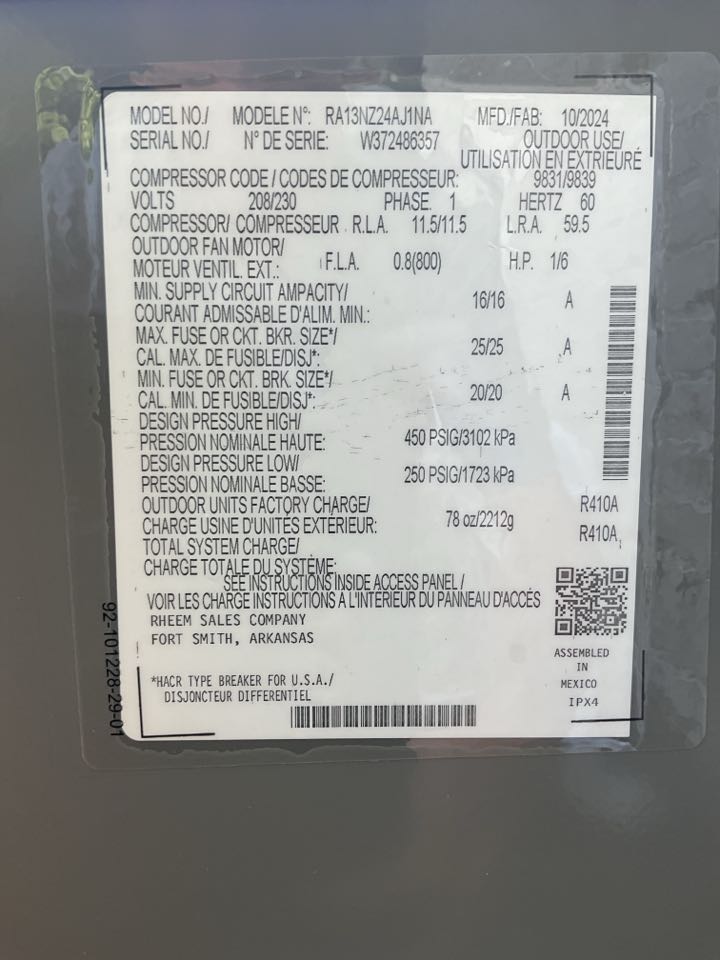 MODEL NO./ MODELE N°: RA13NZ24AJ1NA MFD./FAB: 10/2024
SERIAL NO./ N° DE SERIE: W372486357 OUTDOOR USE/
UTILISATION EN EXTRIEURÉ
COMPRESSOR CODE / CODES DE COMPRESSEUR: 9831/9839
VOLTS 208/230 PHASE. 1 HERTZ 60
COMPRESSOR/ COMPRESSEUR R.L.A. 11.5/11.5 L.R.A. 59.5
OUTDOOR FAN MOTOR/
MOTEUR VENTIL. EXT.: F.L.A. 0.8(800) H.P. 1/6
MIN. SUPPLY CIRCUIT AMPACITY/
COURANT ADMISSABLE D'ALIM. MIN.: 16/16 A
MAX. FUSE OR CKT. BKR. SIZE*/
CAL. MAX. DE FUSIBLE/DISJ*: 25/25 A
MIN. FUSE OR CKT. BRK. SIZE*/
CAL. MIN. DE FUSIBLE/DISJ*: 20/20 A
DESIGN PRESSURE HIGH/
PRESSION NOMINALE HAUTE: 450 PSIG/3102 kPa
DESIGN PRESSURE LOW/
PRESSION NOMINALE BASSE: 250 PSIG/1723 kPa
OUTDOOR UNITS FACTORY CHARGE/ R410A
CHARGE USINE D'UNITÉS EXTÉRIEUR: 78 oz/2212g R410A
TOTAL SYSTEM CHARGE/
CHARGE TOTALE DU SYSTÈME:
SEE INSTRUCTIONS INSIDE ACCESS PANEL /
VOIR LES CHARGE INSTRUCTIONS A L'INTERIEUR DU PANNEAU D'ACCÉS
RHEEM SALES COMPANY
FORT SMITH, ARKANSAS
ASSEMBLED
IN
MEXICO
IPX4
*HACR TYPE BREAKER FOR U.S.A./
DISJONCTEUR DIFFERENTIEL
92-101228-29-01